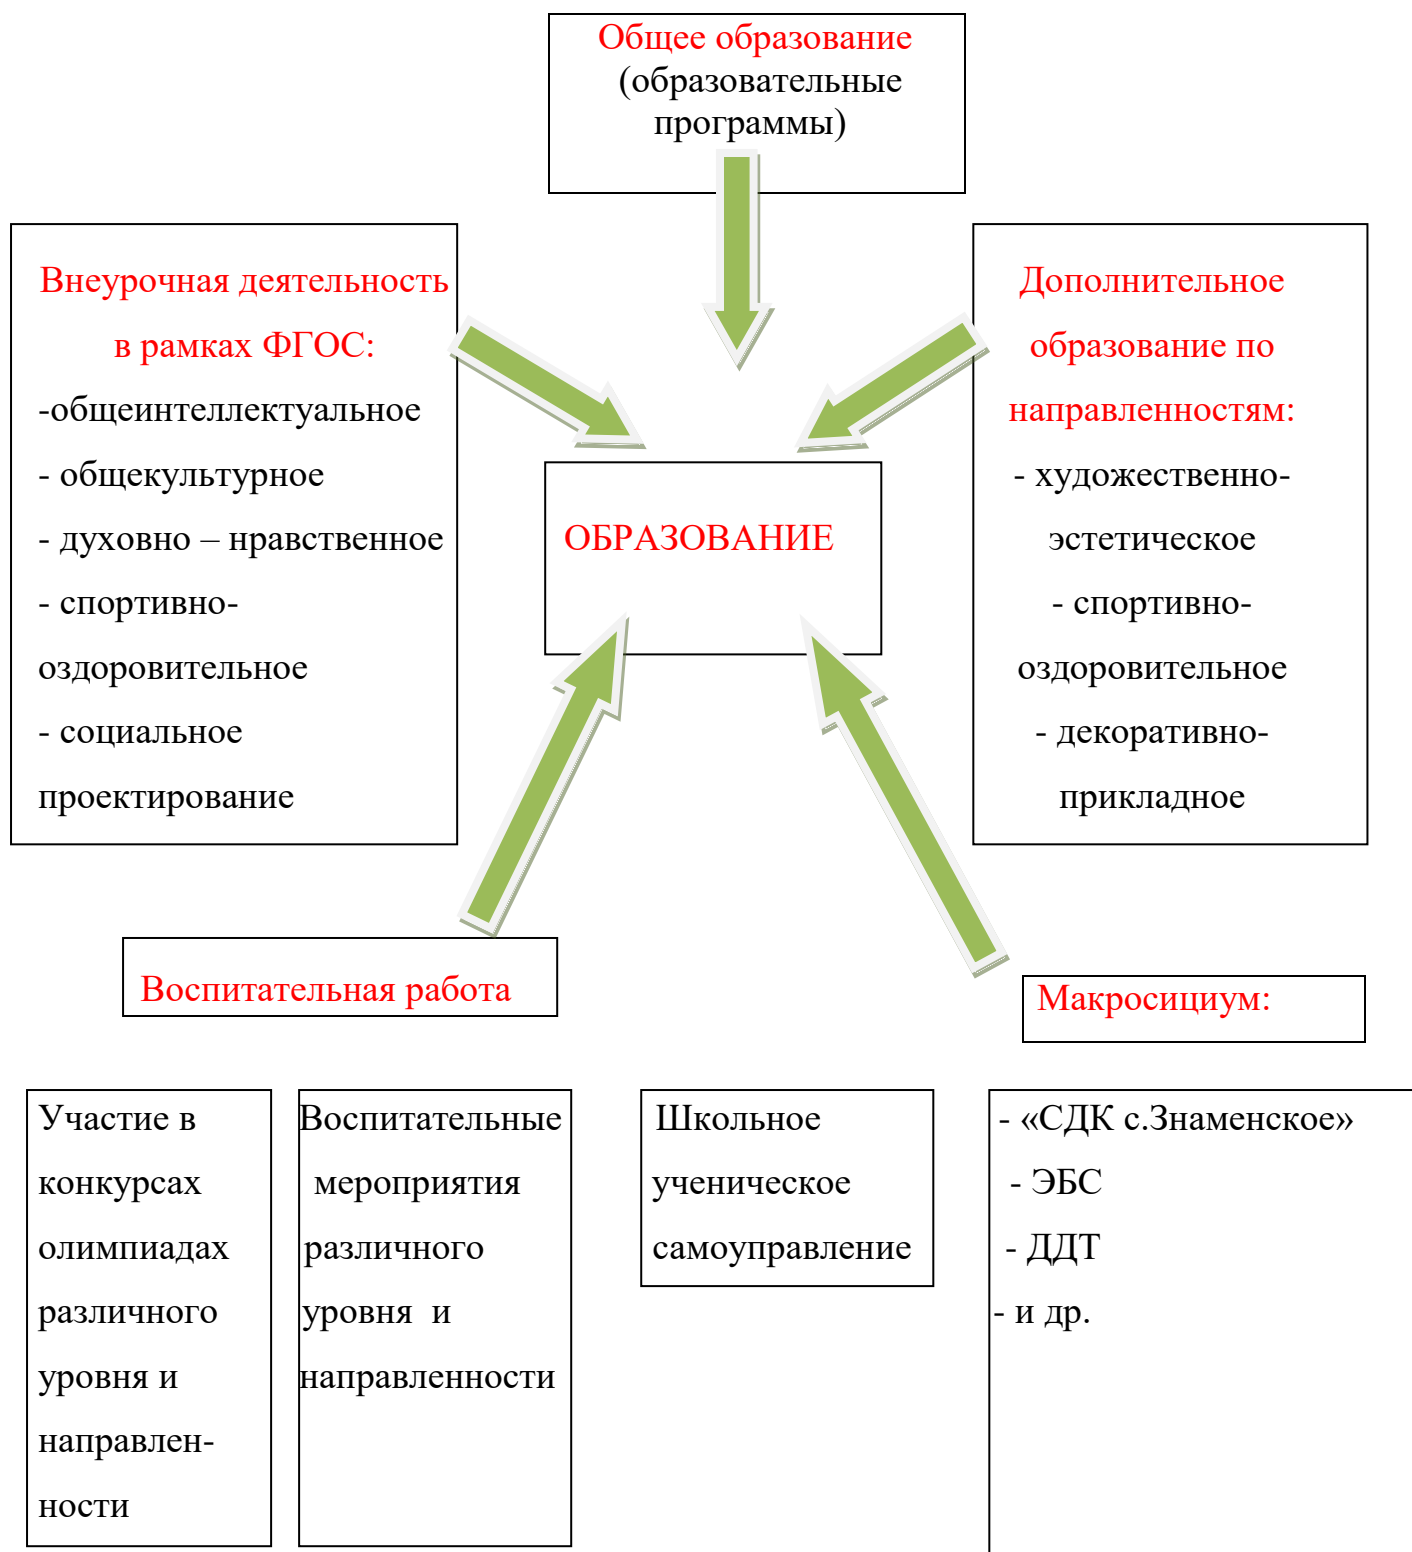 Общее образование
(образовательные
программы)
Внеурочная деятельность
в рамках ФГОС:
-общеинтеллектуальное
- общекультурное
- духовно – нравственное
- спортивно-
оздоровительное
- социальное
проектирование
Дополнительное
образование по
направленностям:
- художественно-
эстетическое
- спортивно-
оздоровительное
- декоративно-
прикладное
ОБРАЗОВАНИЕ
Воспитательная работа
Макросициум:
Участие в
конкурсах
олимпиадах
различного
уровня и
направлен-
ности
Воспитательные
мероприятия
различного
уровня  и
направленности
Школьное
ученическое
самоуправление
- «СДК с.Знаменское»
- ЭБС
- ДДТ
- и др.